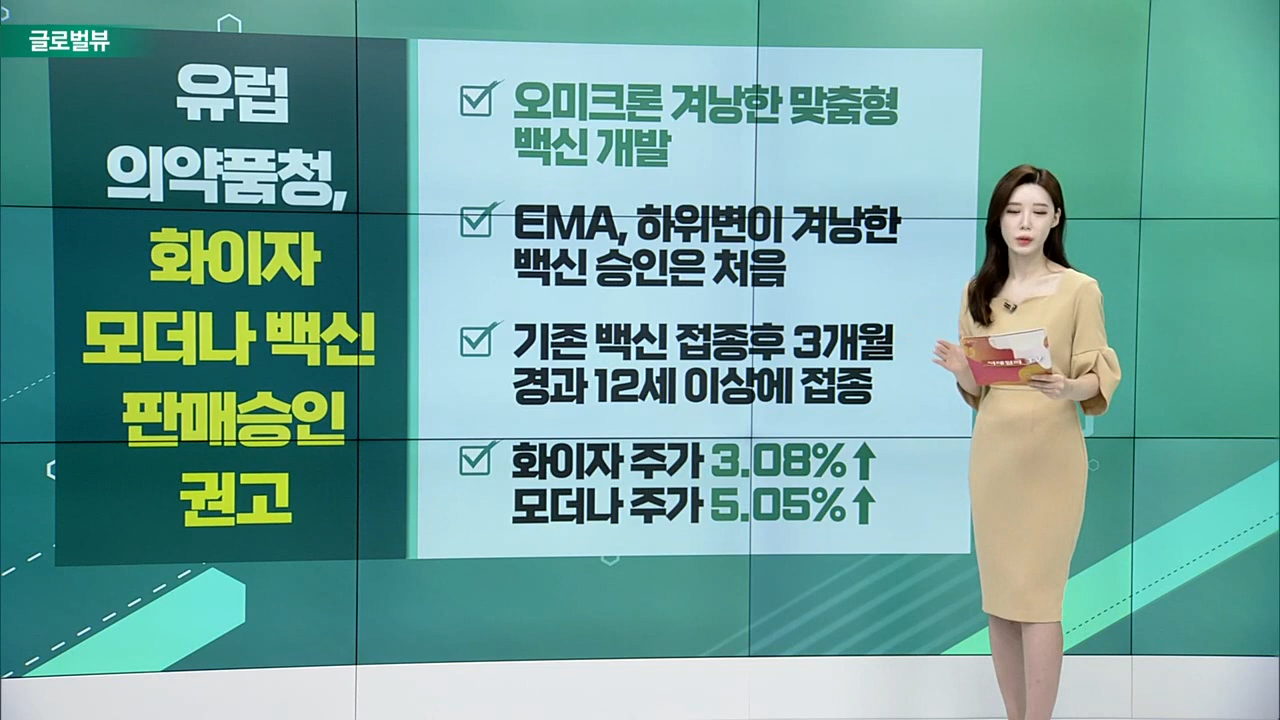 글로벌뷰
유럽
의약품청,
화이자
모더나 백신
판매승인
권고
오미크론 겨냥한 맞춤형
백신 개발
EMA, 하위변이 겨냥한
백신 승인은 처음
기존 백신 접종후 3개월
경과 12세 이상에 접종
화이자 주가 3.08%↑
모더나 주가 5.05%↑